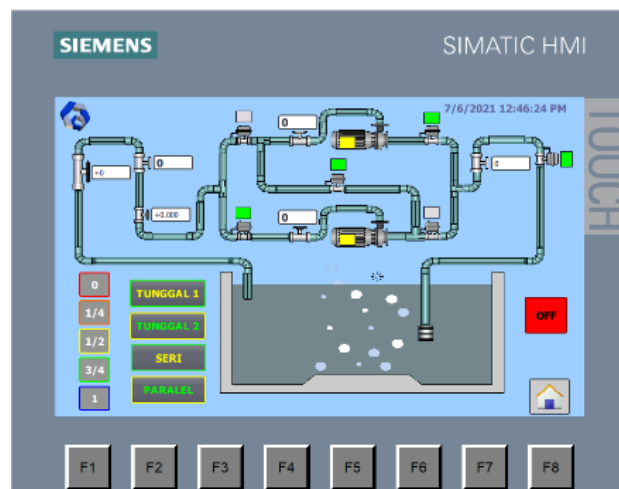 SIEMENS
SIMATIC HMI
TOUCH
7/6/2021 12:46:24 PM
0
+0
0
0
+0.000
0
0
TUNGGAL 1
1/4
TUNGGAL 2
1/2
SERI
3/4
PARALEL
1
OFF
F1 F2 F3 F4 F5 F6 F7 F8